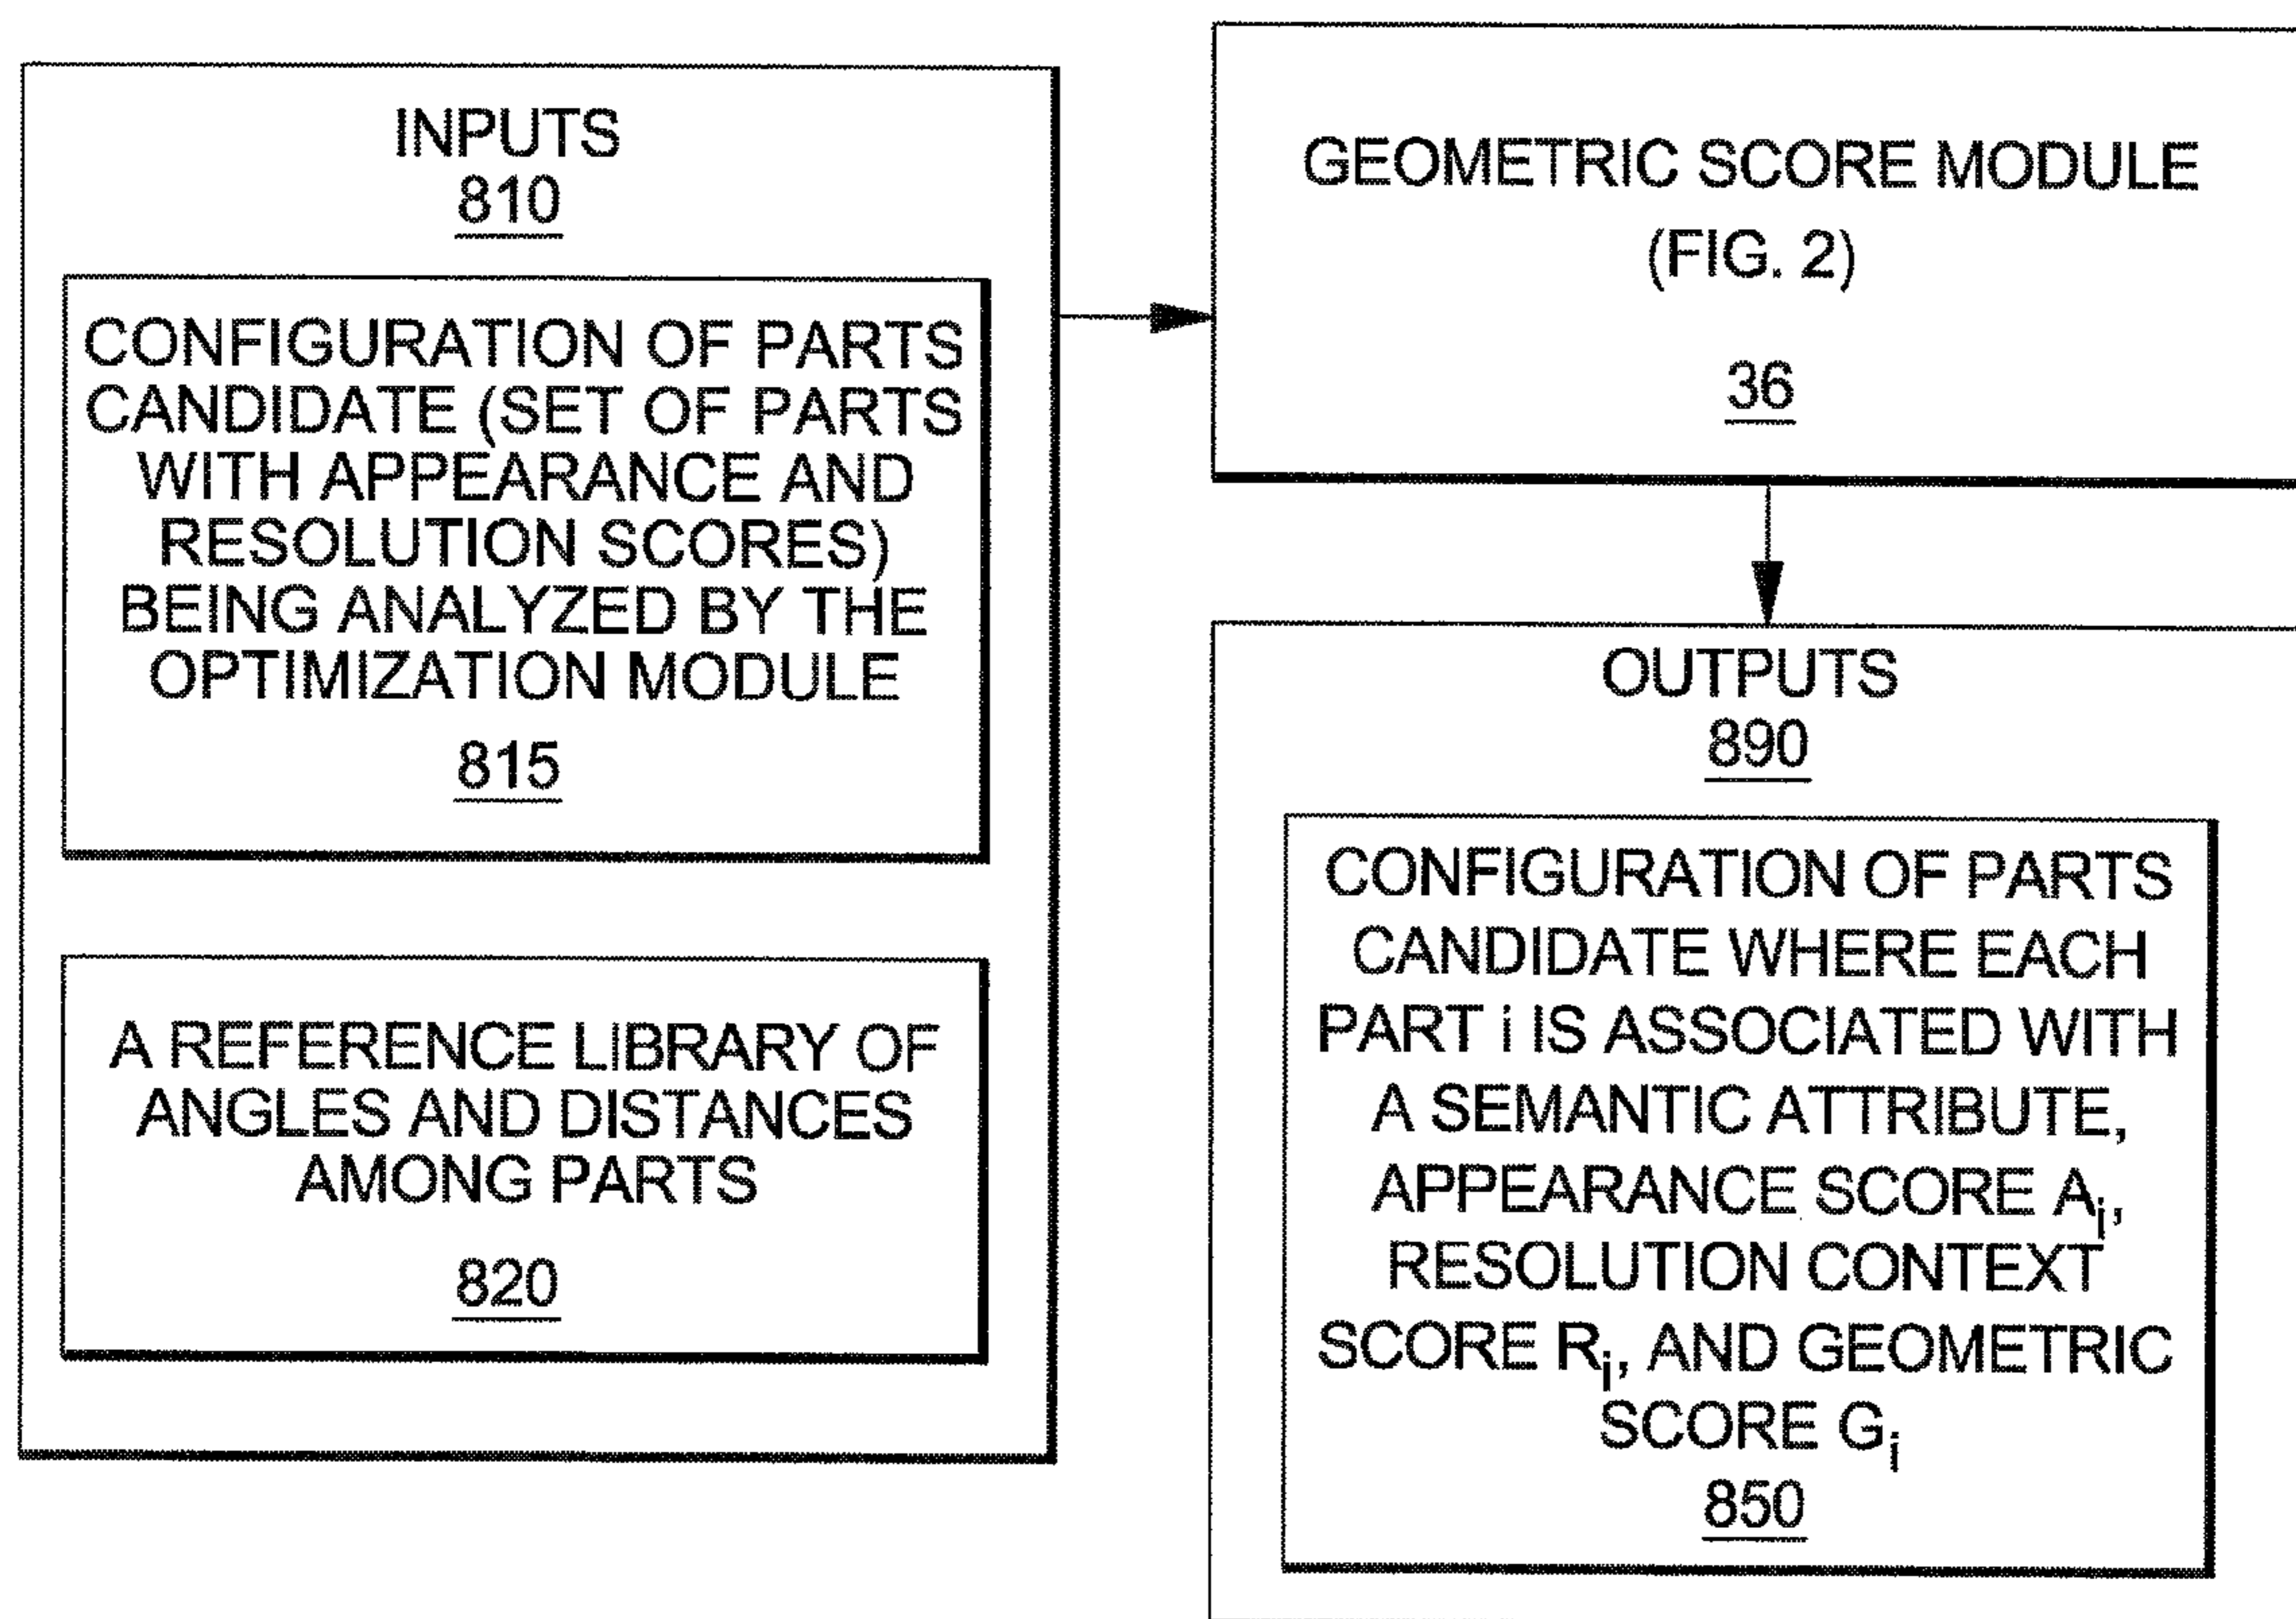 INPUTS
810
CONFIGURATION OF PARTS
CANDIDATE (SET OF PARTS
WITH APPEARANCE AND
RESOLUTION SCORES)
BEING ANALYZED BY THE
OPTIMIZATION MODULE
815
A REFERENCE LIBRARY OF
ANGLES AND DISTANCES
AMONG PARTS
820
GEOMETRIC SCORE MODULE
(FIG. 2)
36
OUTPUTS
890
CONFIGURATION OF PARTS
CANDIDATE WHERE EACH
PART i IS ASSOCIATED WITH
A SEMANTIC ATTRIBUTE,
APPEARANCE SCORE Ai,
RESOLUTION CONTEXT
SCORE Ri, AND GEOMETRIC
SCORE Gi
850